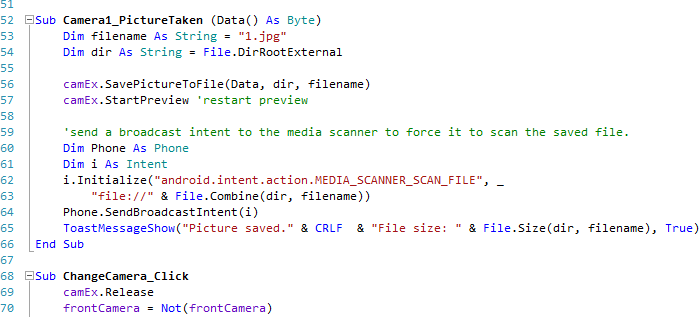 51
52 Sub Camera1_PictureTaken (Data() As Byte)
53 Dim filename As String = "1.jpg"
54 Dim dir As String = File.DirRootExternal
55
56 camEx.SavePictureToFile(Data, dir, filename)
57 camEx.StartPreview 'restart preview
58
59 'send a broadcast intent to the media scanner to force it to scan the saved file.
60 Dim Phone As Phone
61 Dim i As Intent
62 i.Initialize("android.intent.action.MEDIA_SCANNER_SCAN_FILE", _
63 "file://" & File.Combine(dir, filename))
64 Phone.SendBroadcastIntent(i)
65 ToastMessageShow("Picture saved." & CRLF  & "File size: " & File.Size(dir, filename), True)
66 End Sub
67
68 Sub ChangeCamera_Click
69 camEx.Release
70 frontCamera = Not(frontCamera)